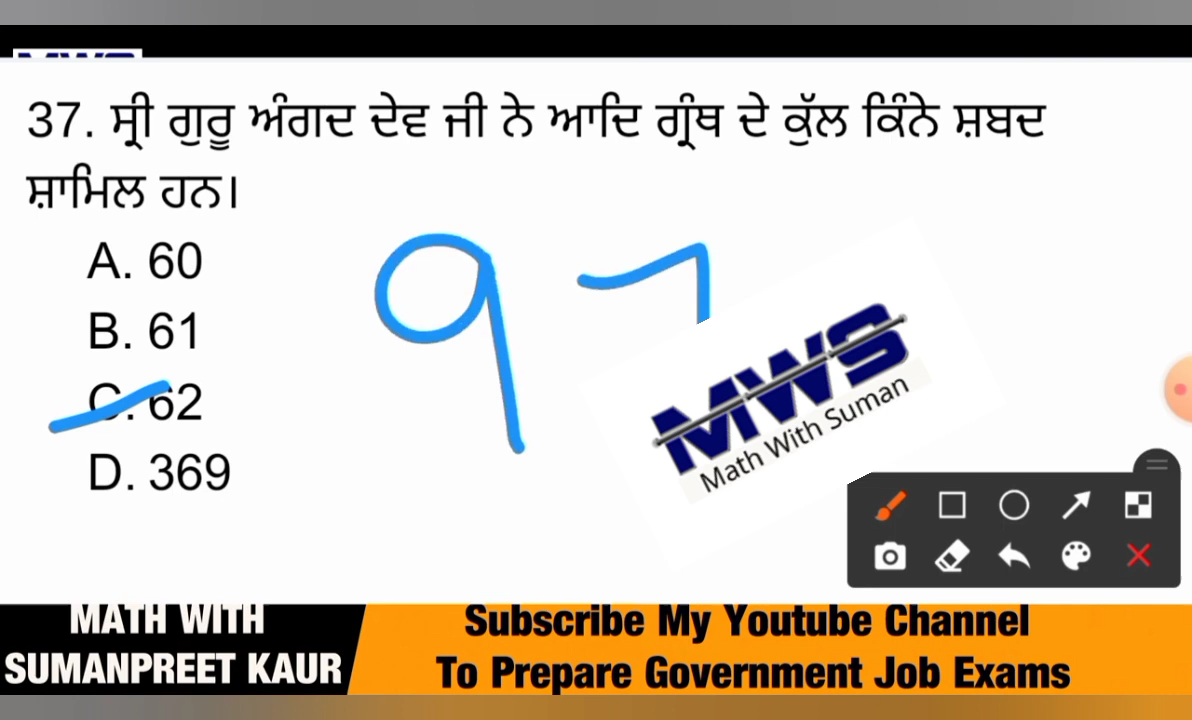 37. ਸ੍ਰੀ ਗੁਰੂ ਅੰਗਦ ਦੇਵ ਜੀ ਨੇ ਆਦਿ ਗ੍ਰੰਥ ਦੇ ਕੁੱਲ ਕਿੰਨੇ ਸ਼ਬਦ
ਸ਼ਾਮਿਲ ਹਨ।
A. 60
B. 61
C. 62
D. 369
MWS
Math With Suman
MATH WITH
SUMANPREET KAUR
Subscribe My Youtube Channel
To Prepare Government Job Exams